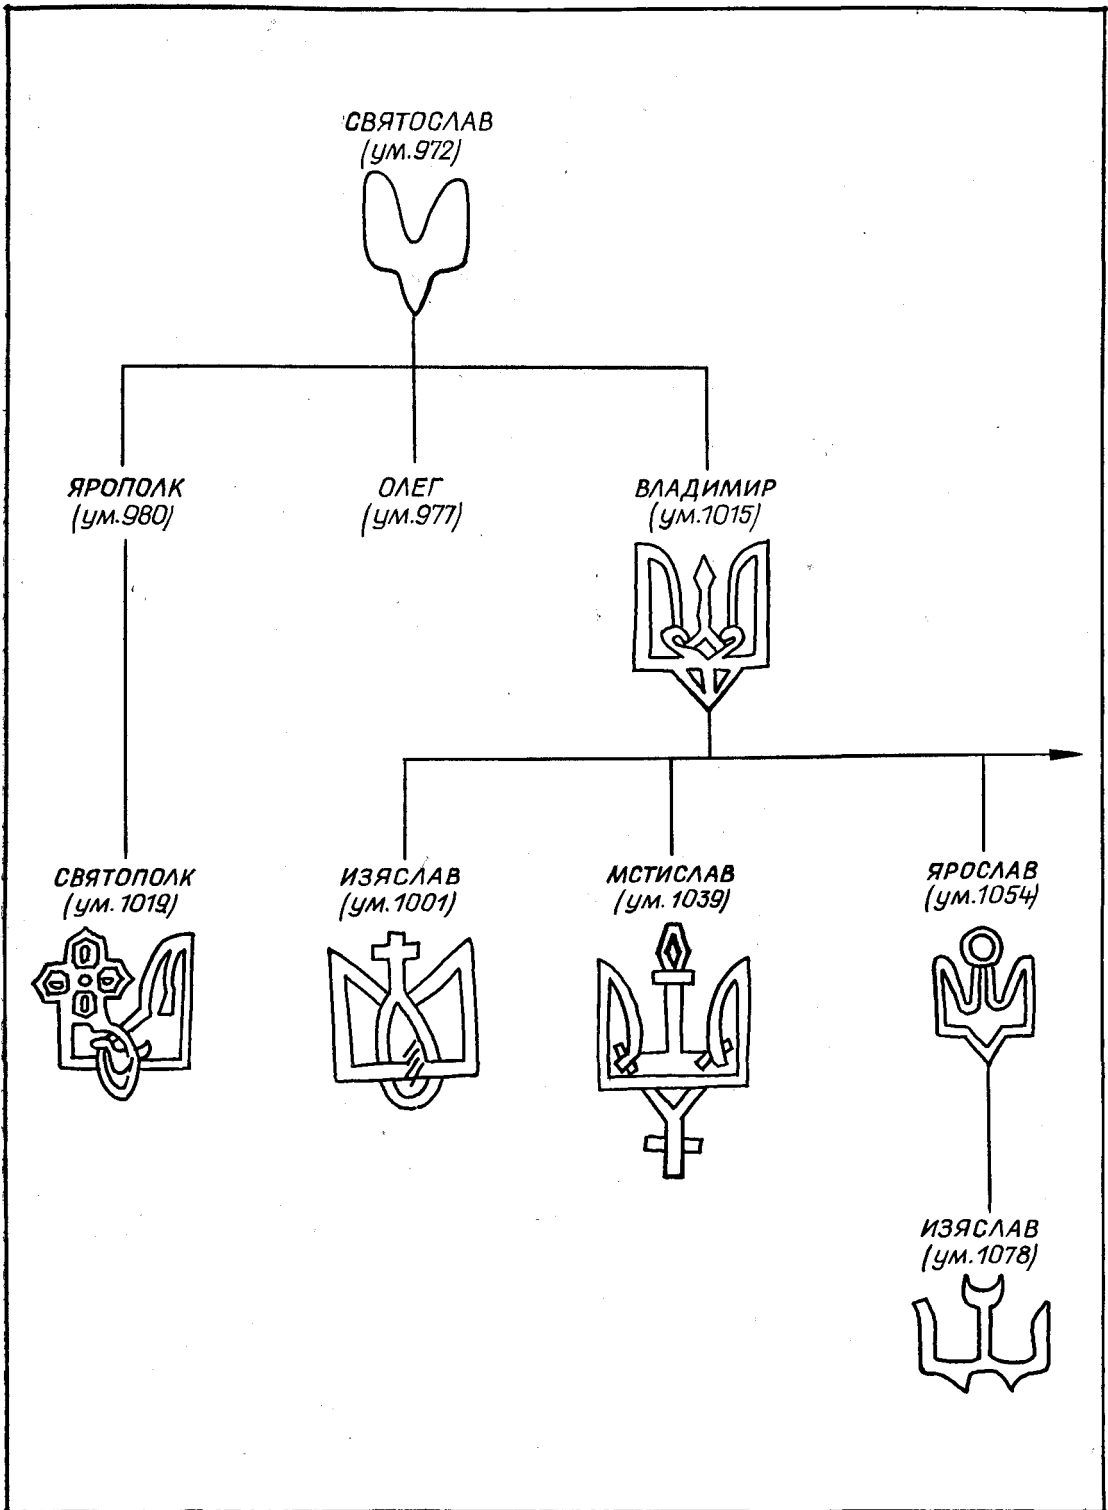 СВЯТОСЛАВ
(ум.972)
ЯРОПОЛК
(ум.980)
ОЛЕГ
(ум.977)
ВЛАДИМИР
(ум.1015)
СВЯТОПОЛК
(ум.1019)
ИЗЯСЛАВ
(ум.1001)
МСТИСЛАВ
(ум.1039)
ЯРОСЛАВ
(ум.1054)
ИЗЯСЛАВ
(ум.1078)